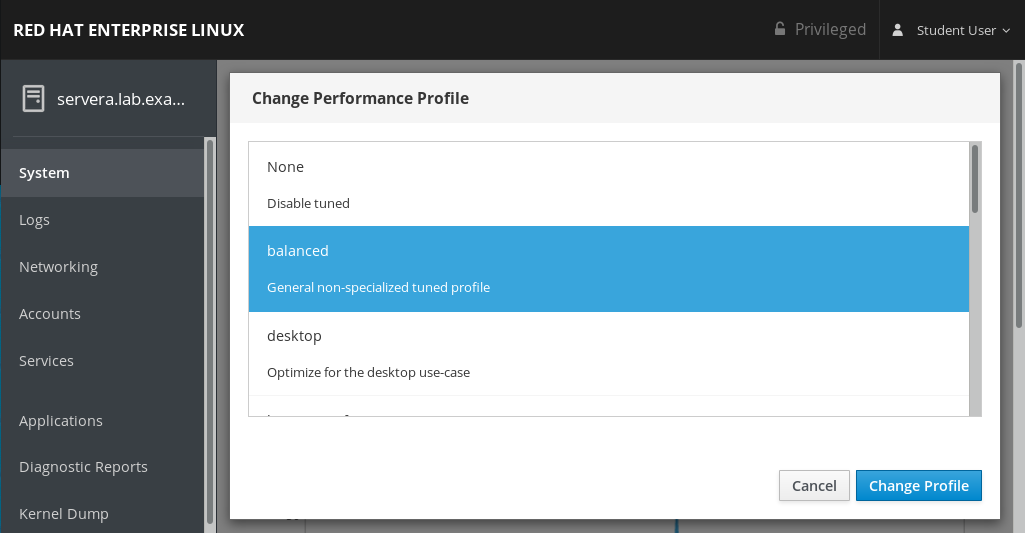 RED HAT ENTERPRISE LINUX
Privileged
Student User
servera.lab.exa...
System
Logs
Networking
Accounts
Services
Applications
Diagnostic Reports
Kernel Dump
Change Performance Profile
None
Disable tuned
balanced
General non-specialized tuned profile
desktop
Optimize for the desktop use-case
Cancel
Change Profile